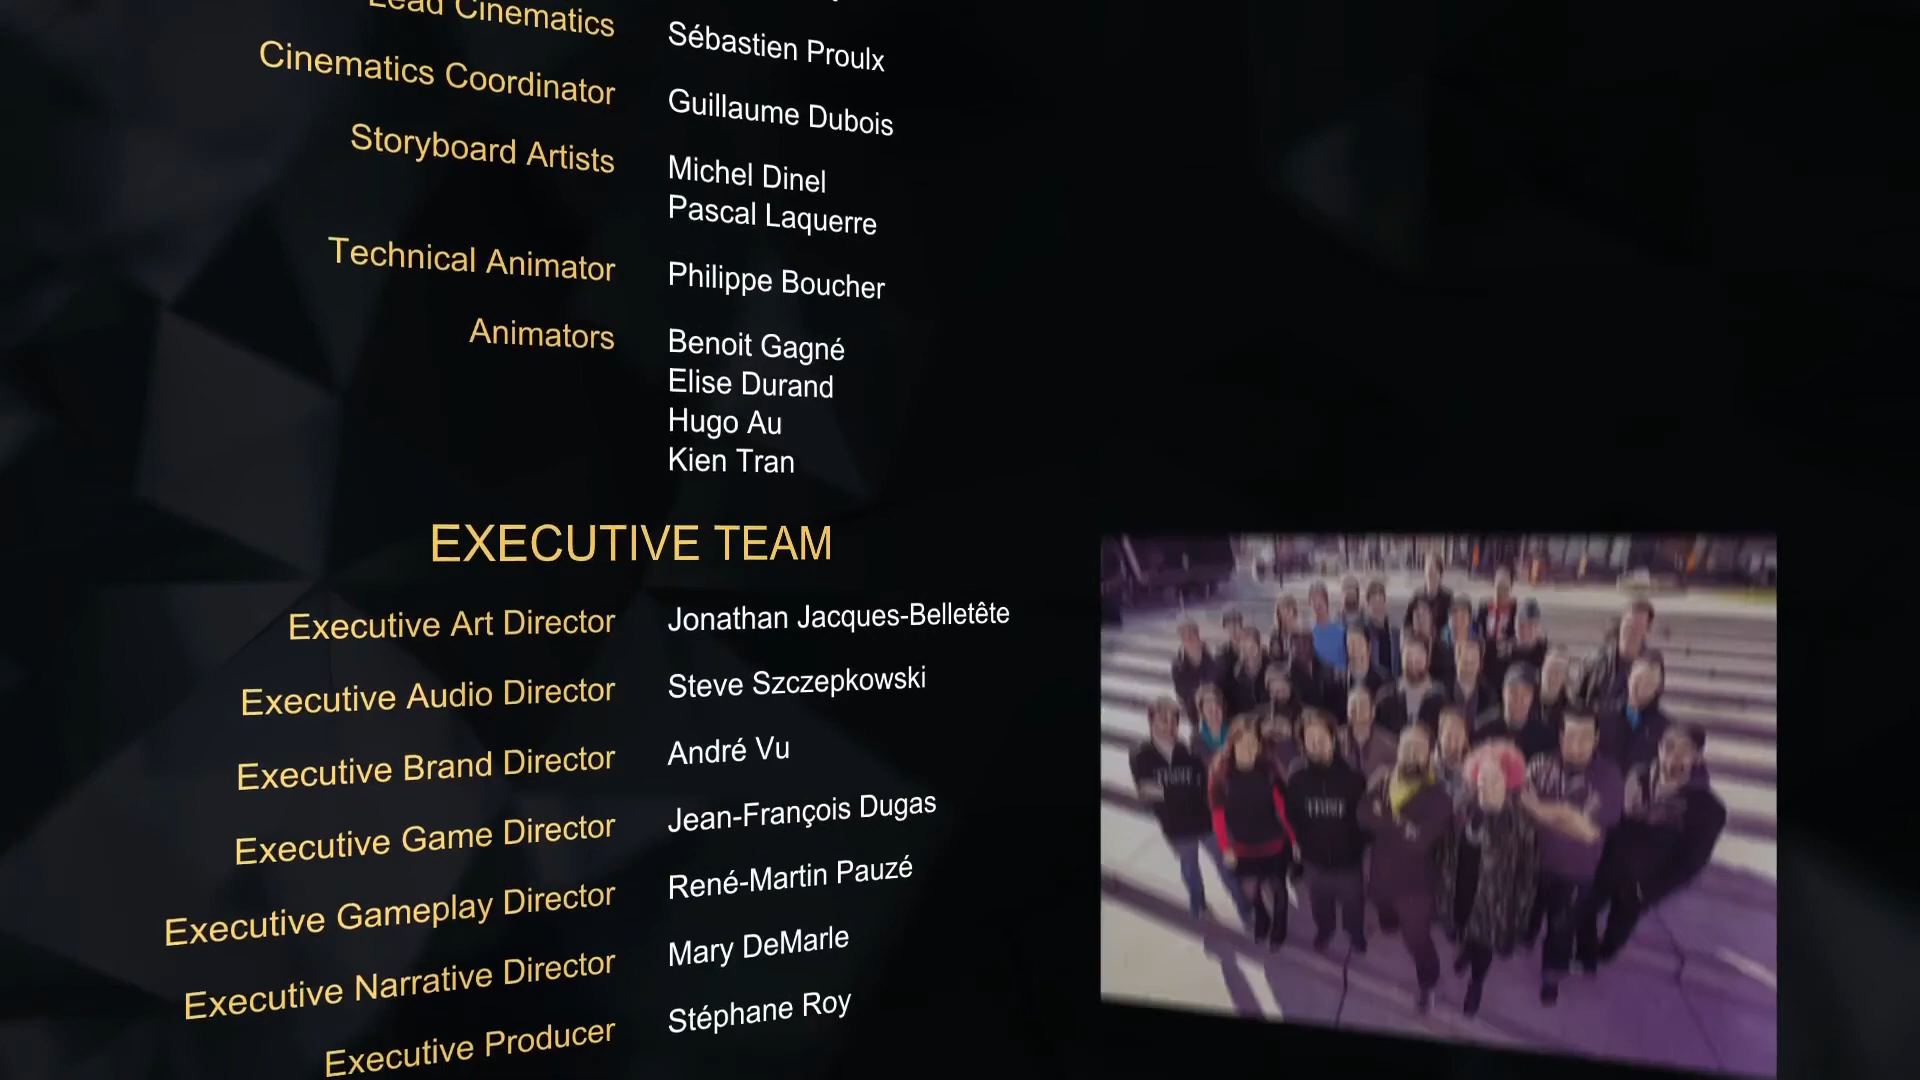 Lead Cinematics Sébastien Proulx
Cinematics Coordinator Guillaume Dubois
Storyboard Artists Michel Dinel
Pascal Laquerre
Technical Animator Philippe Boucher
Animators Benoit Gagné
Elise Durand
Hugo Au
Kien Tran
EXECUTIVE TEAM
Executive Art Director Jonathan Jacques-Belletête
Executive Audio Director Steve Szczepkowski
Executive Brand Director André Vu
Executive Game Director Jean-François Dugas
Executive Gameplay Director René-Martin Pauzé
Executive Narrative Director Mary DeMarle
Executive Producer Stéphane Roy